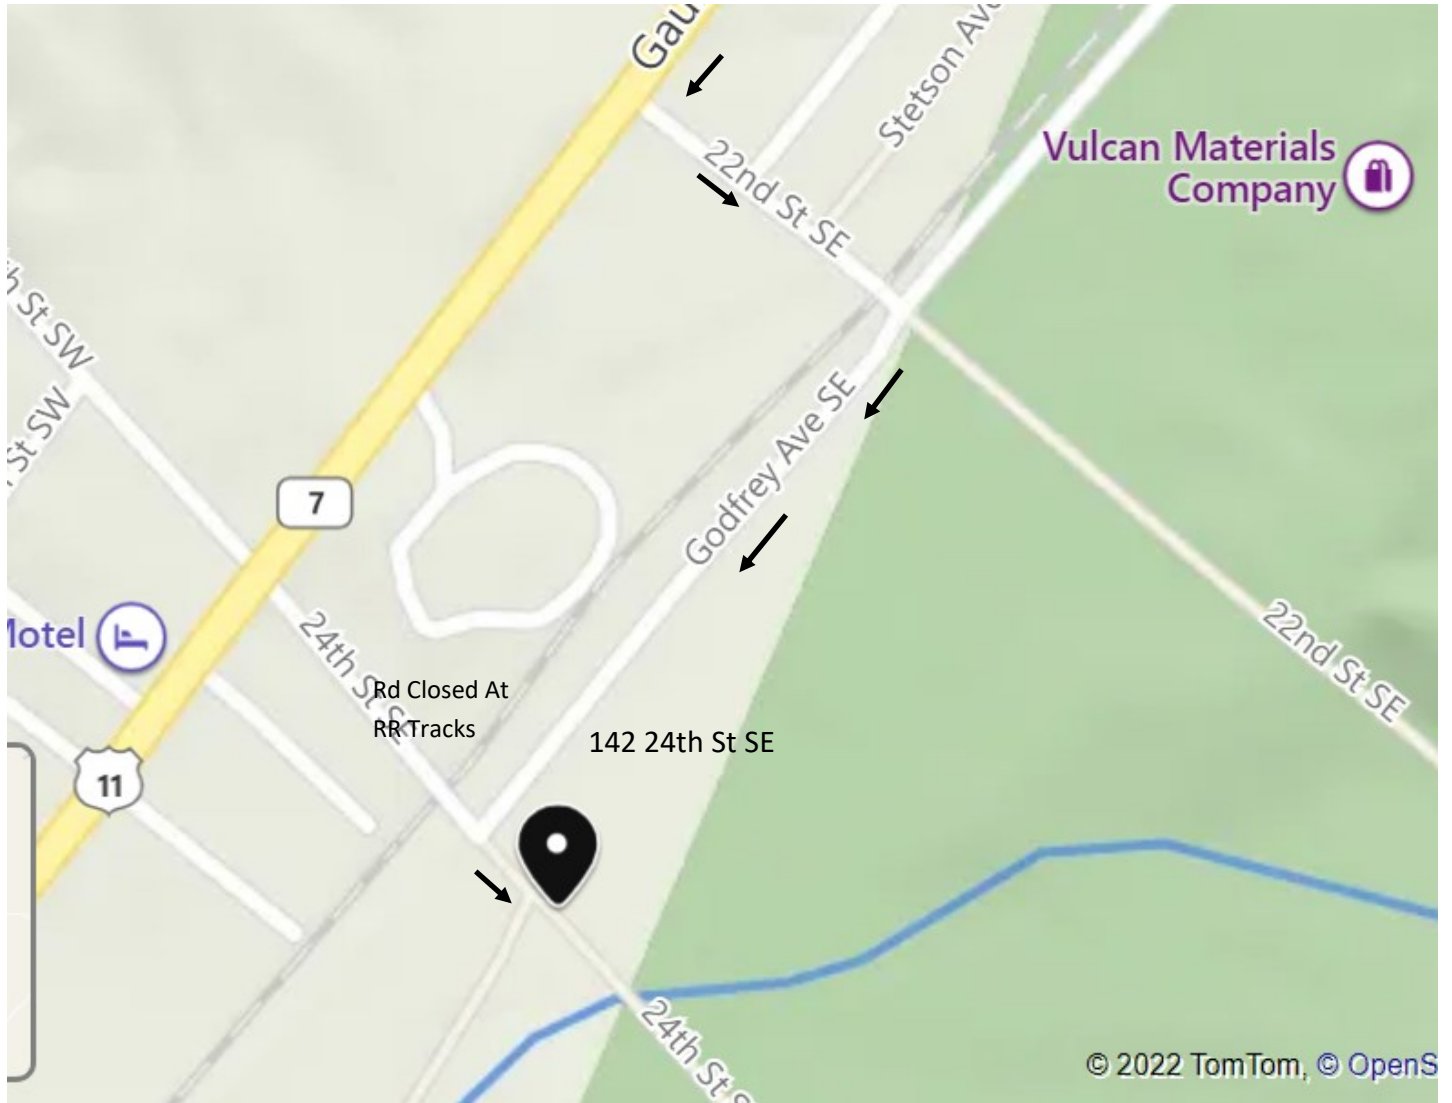 Gau
Stetson Ave
22nd St SE
Vulcan Materials
Company
h St SW
St SW
Godfrey Ave SE
7
22nd St SE
Motel
24th St SE
Rd Closed At
RR Tracks
142 24th St SE
11
24th St S
© 2022 TomTom, © OpenS